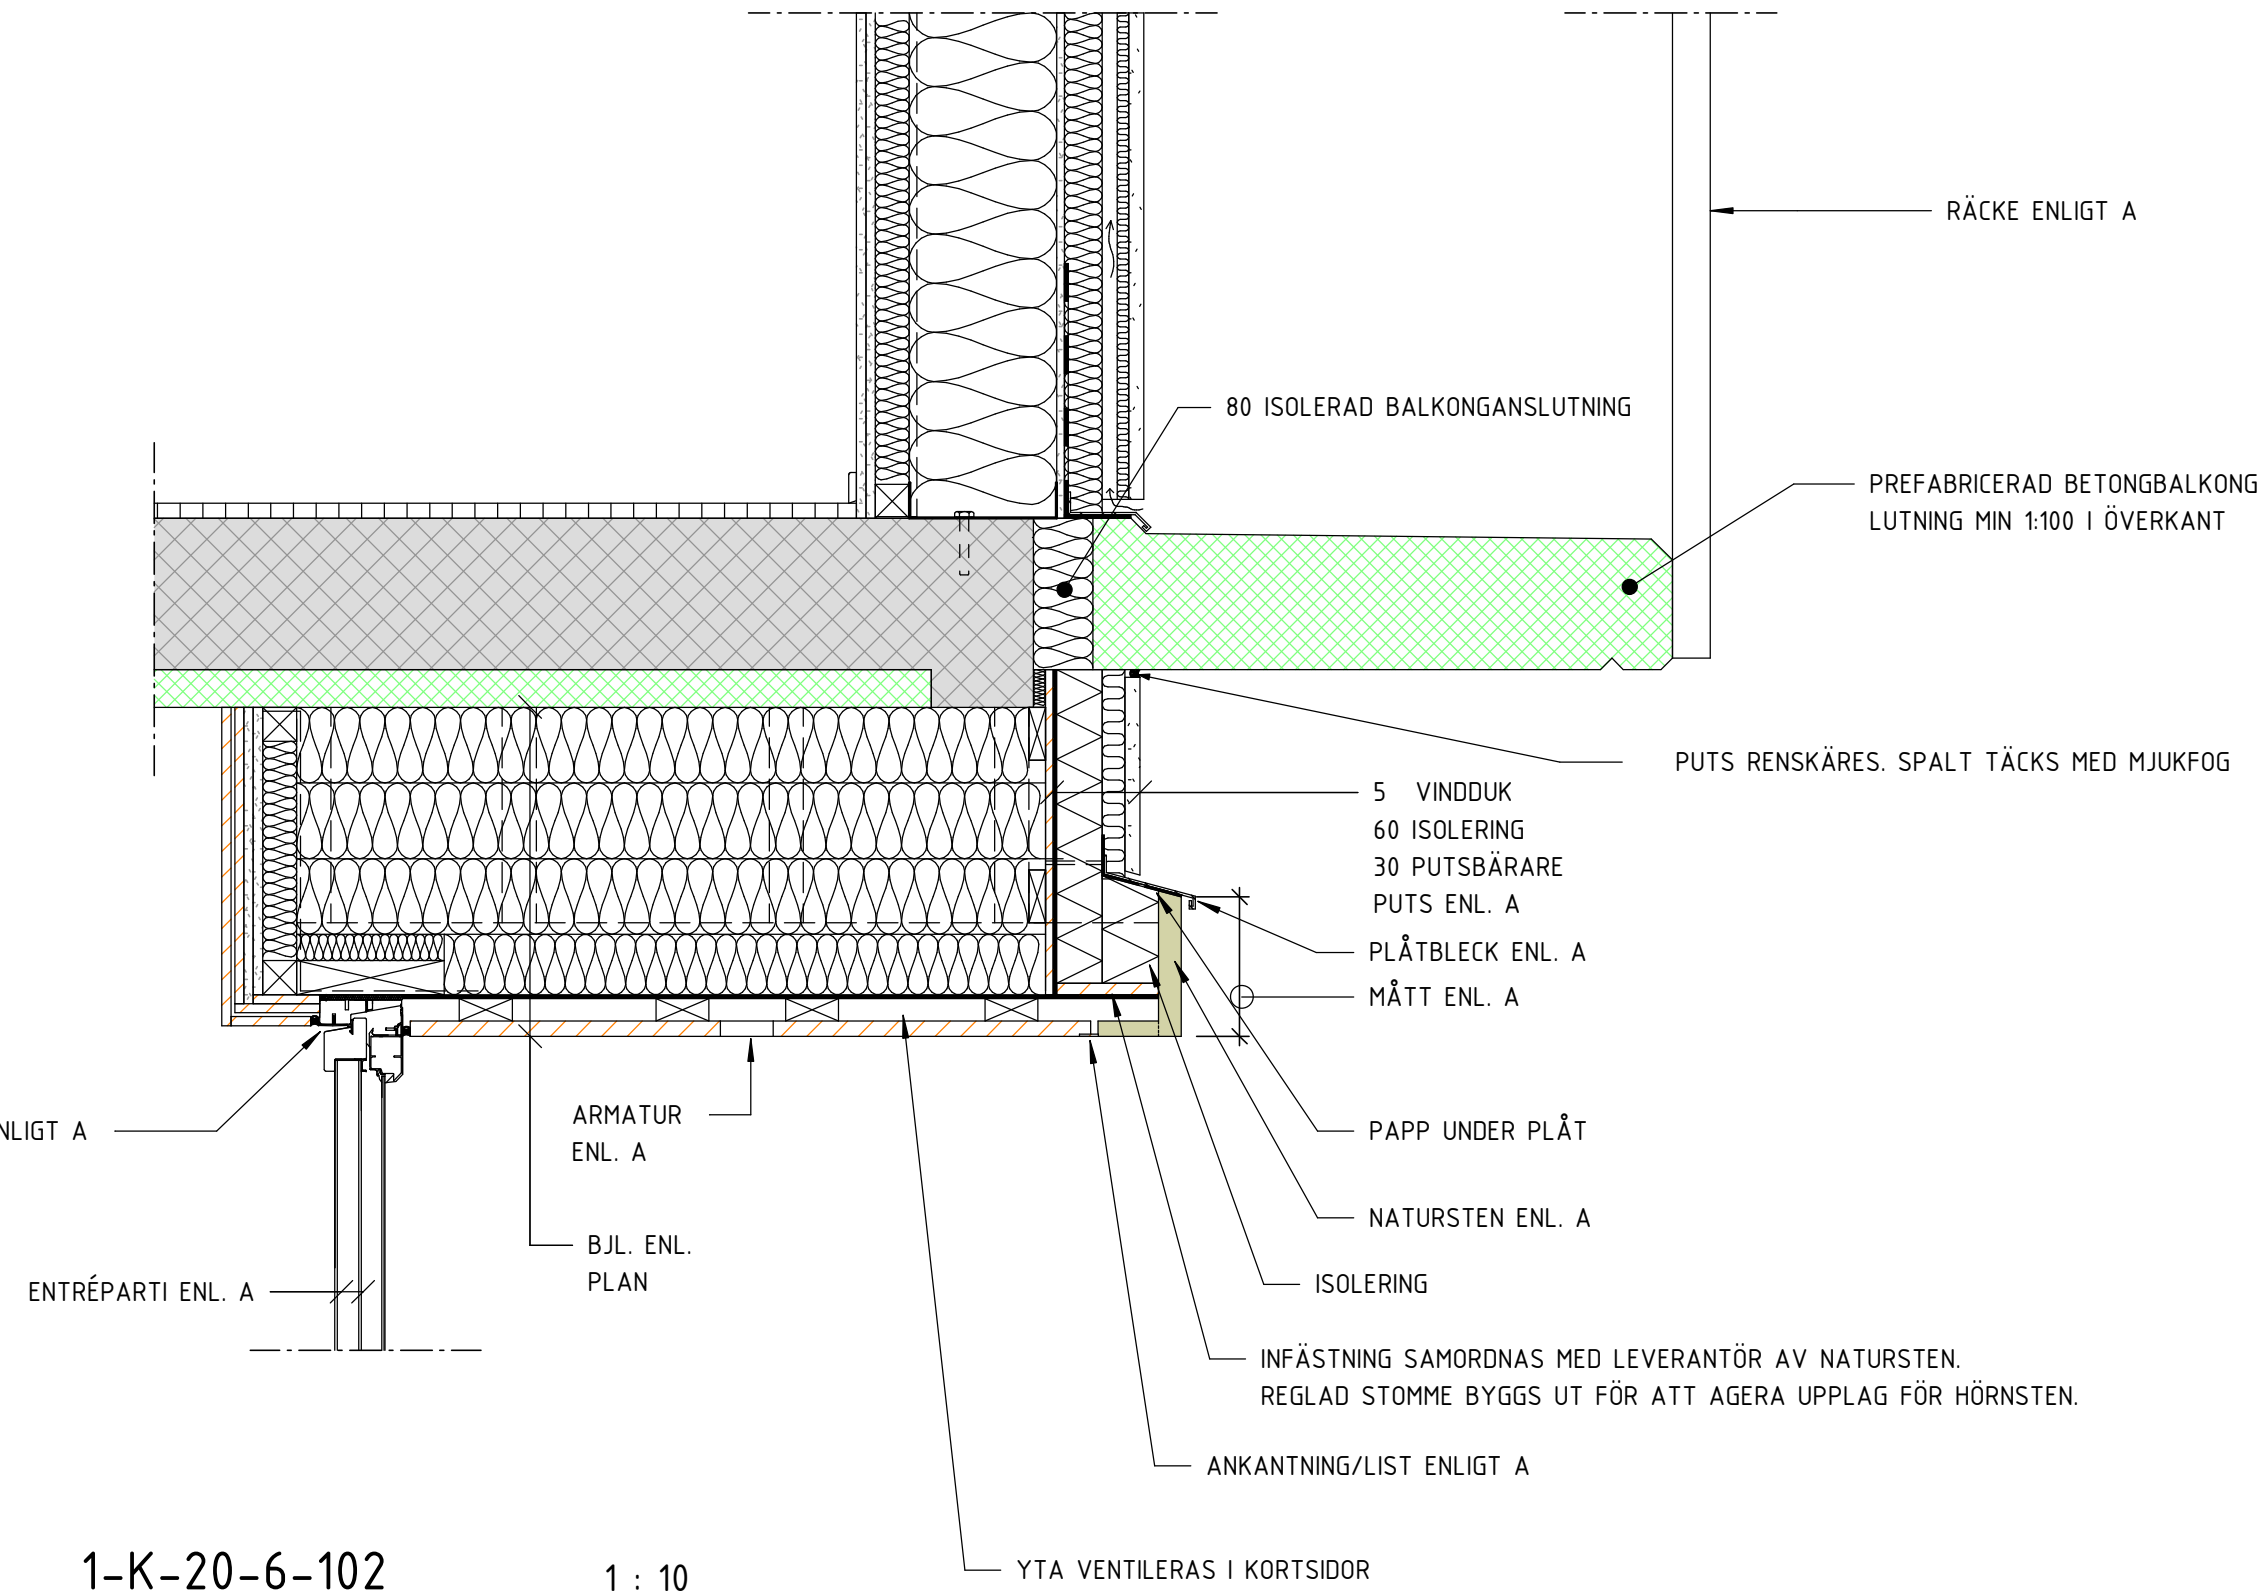 RÄCKE ENLIGT A
80 ISOLERAD BALKONGANSLUTNING
PREFABRICERAD BETONGBALKONG
LUTNING MIN 1:100 I ÖVERKANT
PUTS RENSKÄRES. SPALT TÄCKS MED MJUKFOG
5 VINDDUK
60 ISOLERING
30 PUTSBÄRARE
PUTS ENL. A
PLÅTBLECK ENL. A
MÅTT ENL. A
ARMATUR
ENL. A
NLIGT A
PAPP UNDER PLÅT
NATURSTEN ENL. A
BJL. ENL.
PLAN
ENTRÉPARTI ENL. A
ISOLERING
INFÄSTNING SAMORDNAS MED LEVERANTÖR AV NATURSTEN.
REGLAD STOMME BYGGS UT FÖR ATT AGERA UPPLAG FÖR HÖRNSTEN.
ANKANTNING/LIST ENLIGT A
YTA VENTILERAS I KORTSIDOR
1-K-20-6-102
1 : 10